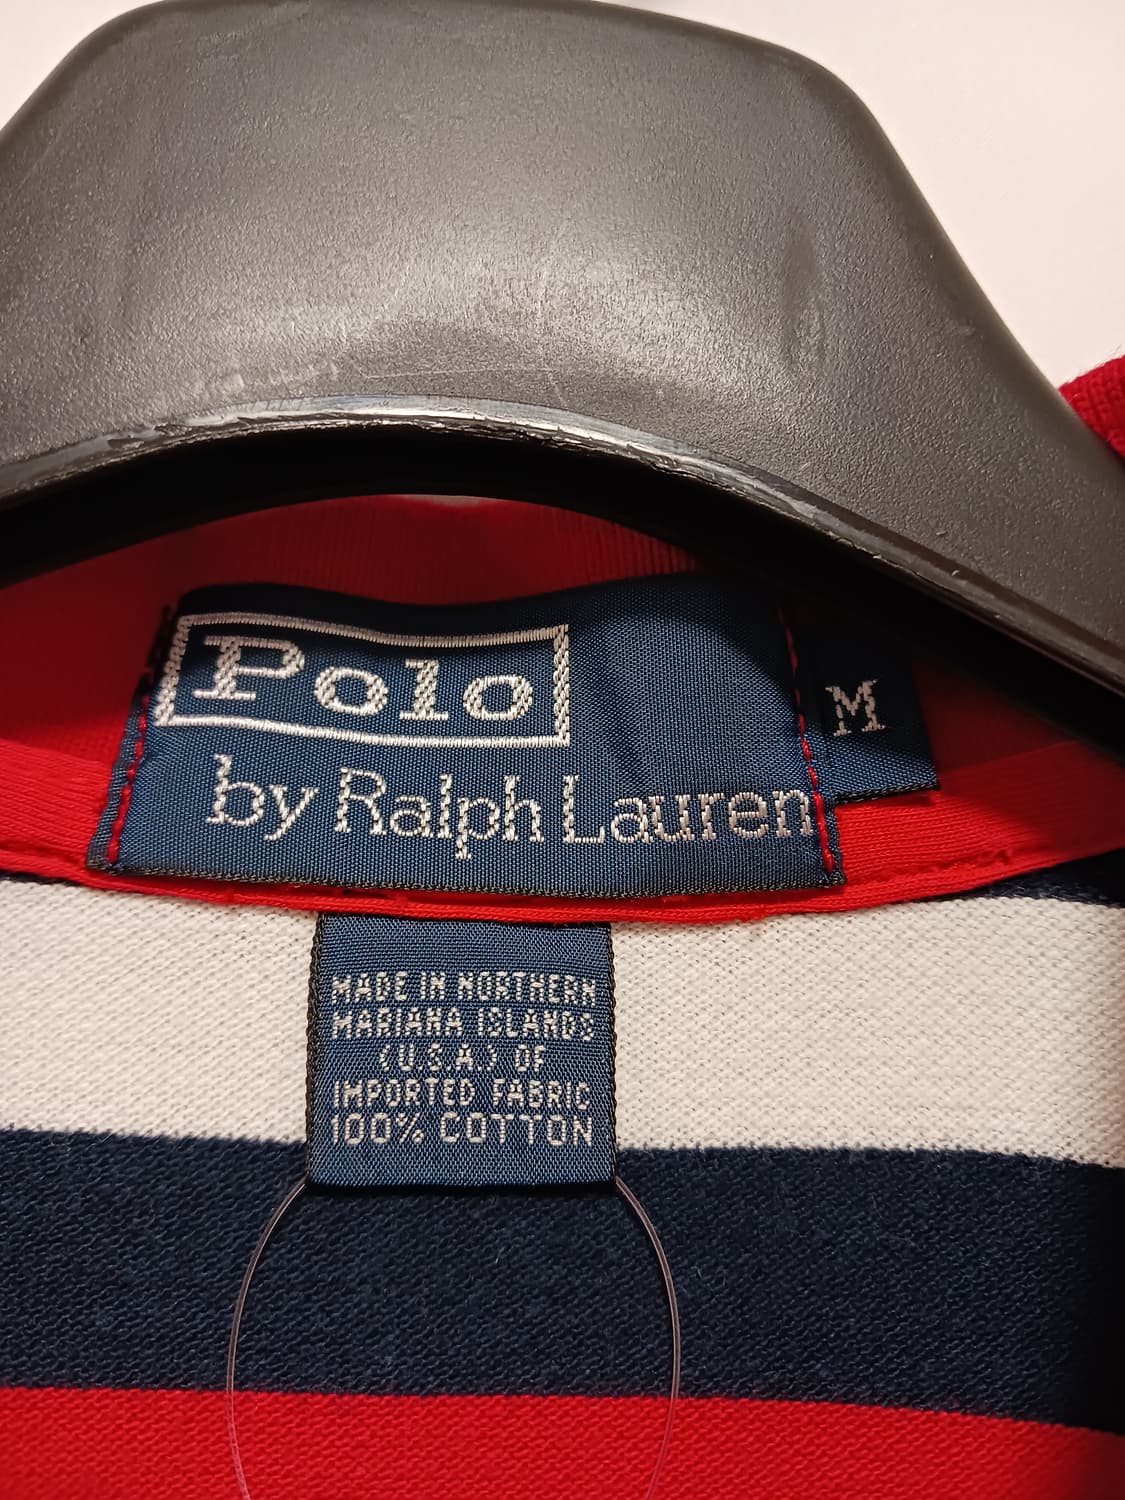 Polo
by Ralph Lauren
M
MADE IN NORTHERN
MARIANA ISLANDS
(U.S.A.) OF
IMPORTED FABRIC
100% COTTON